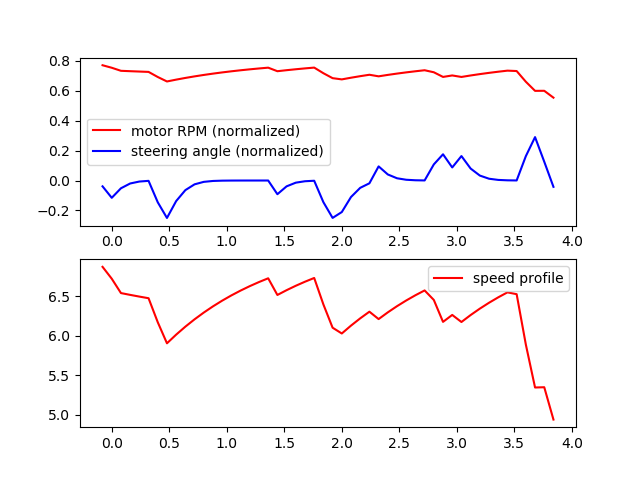 0.8
0.6
0.4
0.2
0.0
−0.2
motor RPM (normalized)
steering angle (normalized)
0.0 0.5 1.0 1.5 2.0 2.5 3.0 3.5 4.0
speed profile
6.5
6.0
5.5
5.0
0.0 0.5 1.0 1.5 2.0 2.5 3.0 3.5 4.0